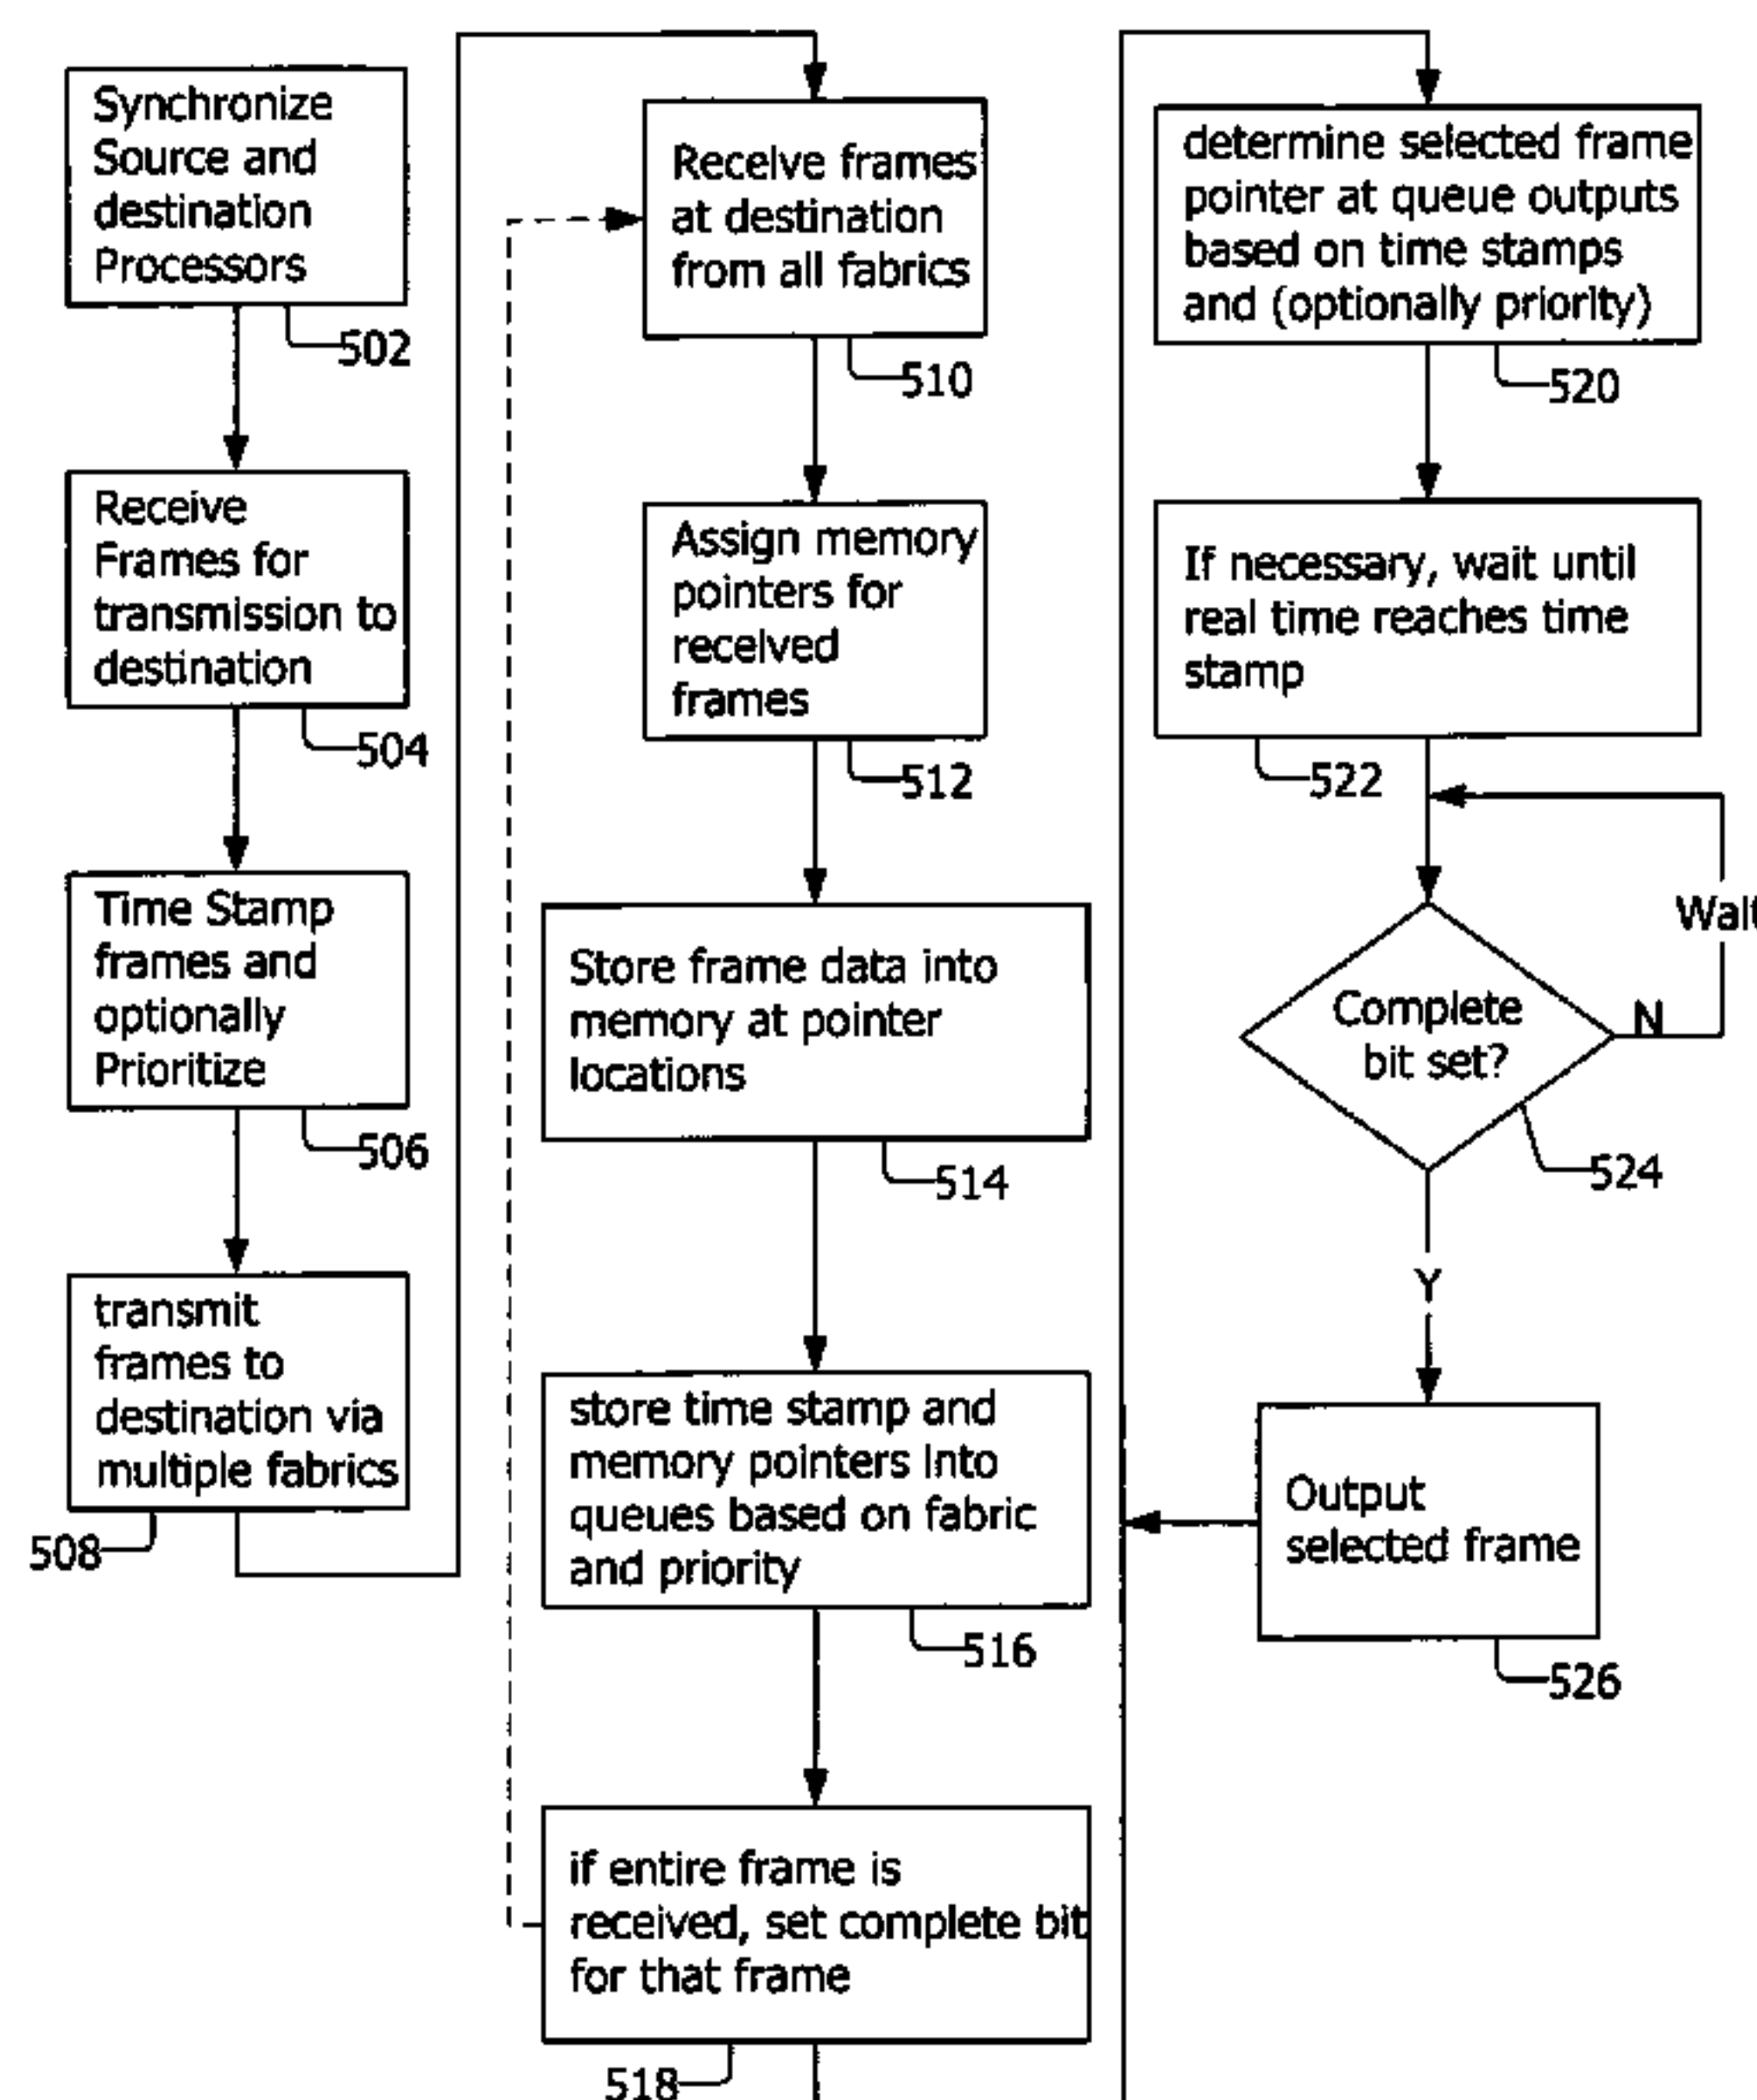 Synchronize
Source and
destination
Processors
502
Receive
Frames for
transmission to
destination
504
Time Stamp
frames and
optionally
Prioritize
506
transmit
frames to
destination via
multiple fabrics
508
Receive frames
at destination
from all fabrics
510
Assign memory
pointers for
received
frames
512
Store frame data into
memory at pointer
locations
514
store time stamp and
memory pointers into
queues based on fabric
and priority
516
if entire frame is
received, set complete bit
for that frame
518
determine selected frame
pointer at queue outputs
based on time stamps
and (optionally priority)
520
If necessary, wait until
real time reaches time
stamp
522
Wait
Complete
bit set?
N
524
Y
Output
selected frame
526